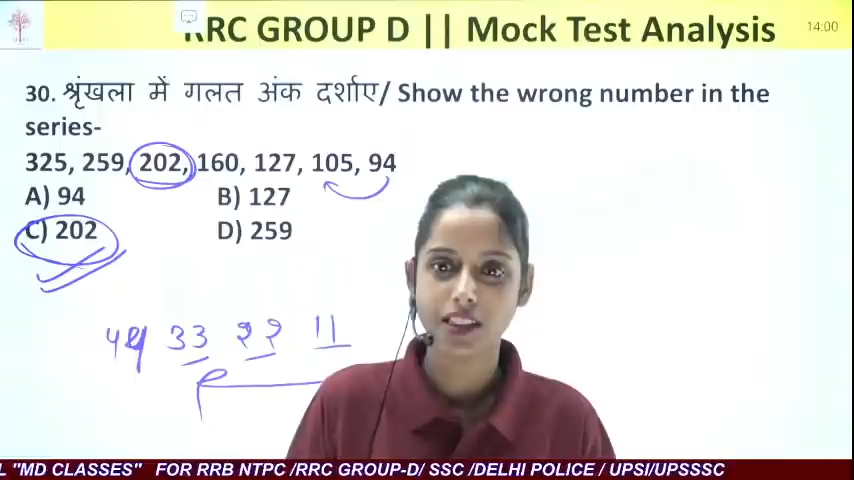 RRC GROUP D || Mock Test Analysis
14:00
30. श्रृंखला में गलत अंक दर्शाए/ Show the wrong number in the
series-
325, 259, 202, 160, 127, 105, 94
A) 94 B) 127
C) 202 D) 259
33 २२ 11
L "MD CLASSES" FOR RRB NTPC /RRC GROUP-D/ SSC /DELHI POLICE / UPSI/UPSSSC